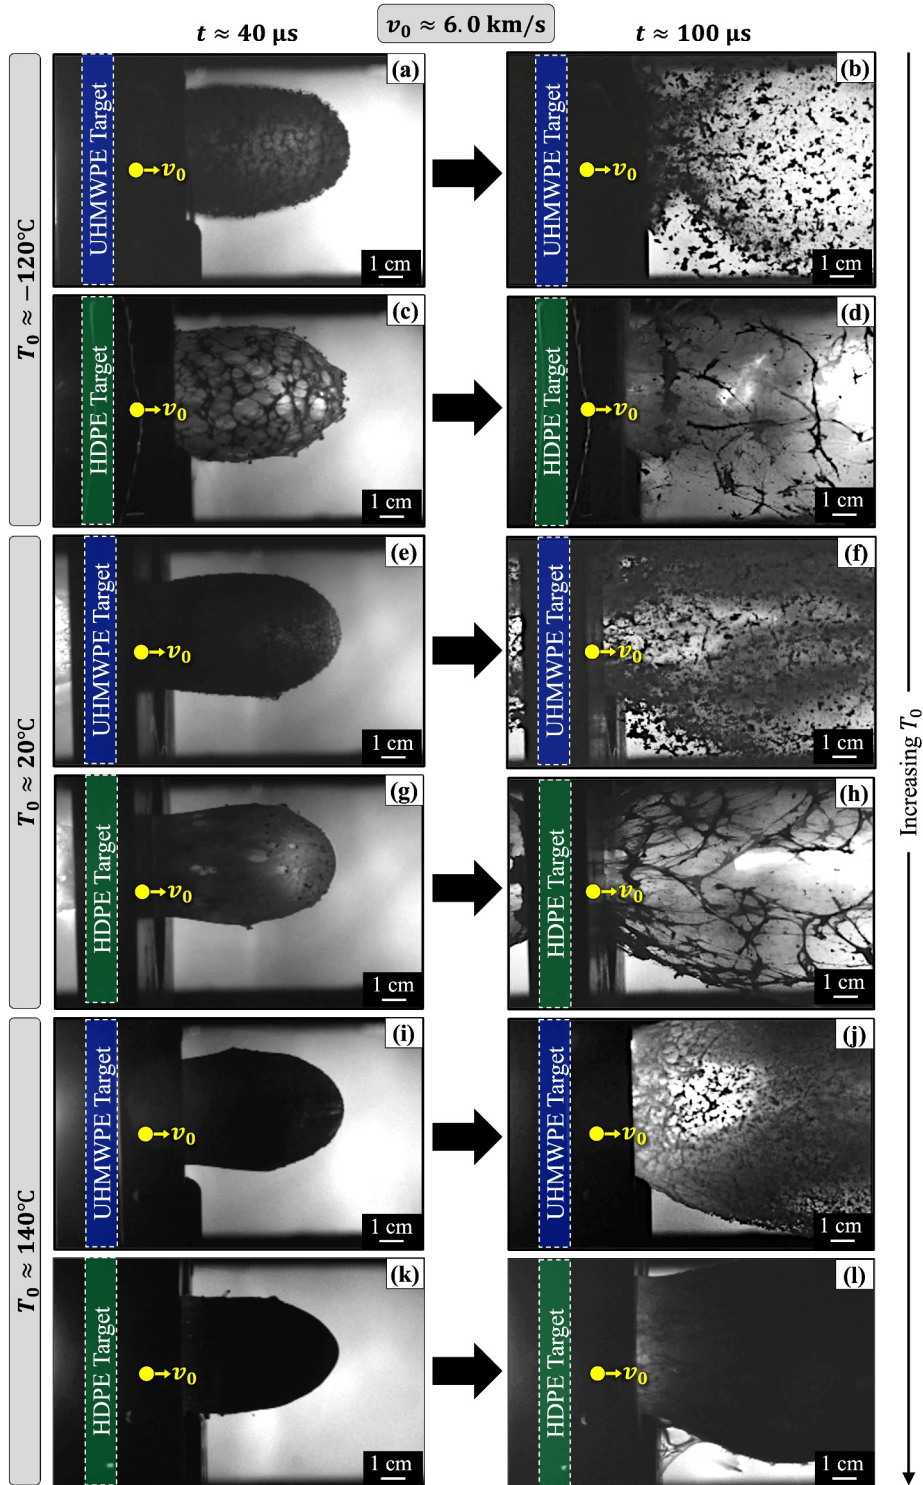 v₀ ≈ 6.0 km/s
t ≈ 40 μs
t ≈ 100 μs
T₀ ≈ −120℃
(a)
UHMWPE Target
v₀
1 cm
(b)
UHMWPE Target
v₀
1 cm
(c)
HDPE Target
v₀
1 cm
(d)
HDPE Target
v₀
1 cm
T₀ ≈ 20℃
(e)
UHMWPE Target
v₀
1 cm
(f)
UHMWPE Target
v₀
1 cm
(g)
HDPE Target
v₀
1 cm
(h)
HDPE Target
v₀
1 cm
T₀ ≈ 140℃
(i)
UHMWPE Target
v₀
1 cm
(j)
UHMWPE Target
v₀
1 cm
(k)
HDPE Target
v₀
1 cm
(l)
HDPE Target
v₀
1 cm
Increasing T₀